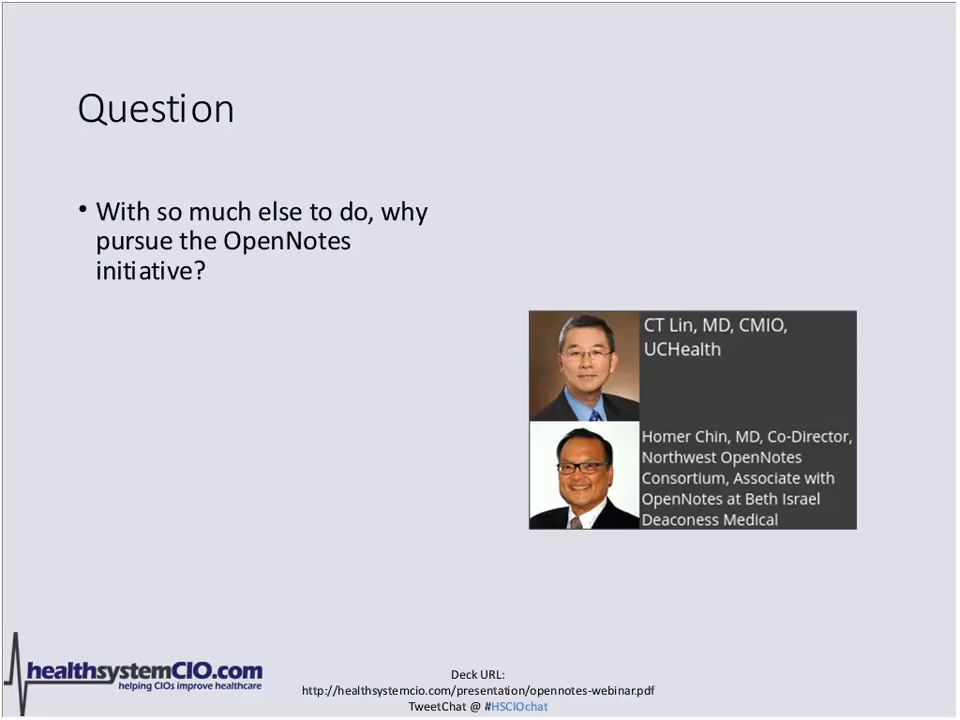 Question
• With so much else to do, why
pursue the OpenNotes
initiative?
CT Lin, MD, CMIO,
UCHealth
Homer Chin, MD, Co-Director,
Northwest OpenNotes
Consortium, Associate with
OpenNotes at Beth Israel
Deaconess Medical
healthsystemCIO.com
helping CIOs improve healthcare
Deck URL:
http://healthsystemcio.com/presentation/opennotes-webinar.pdf
TweetChat @ #HSCIOchat